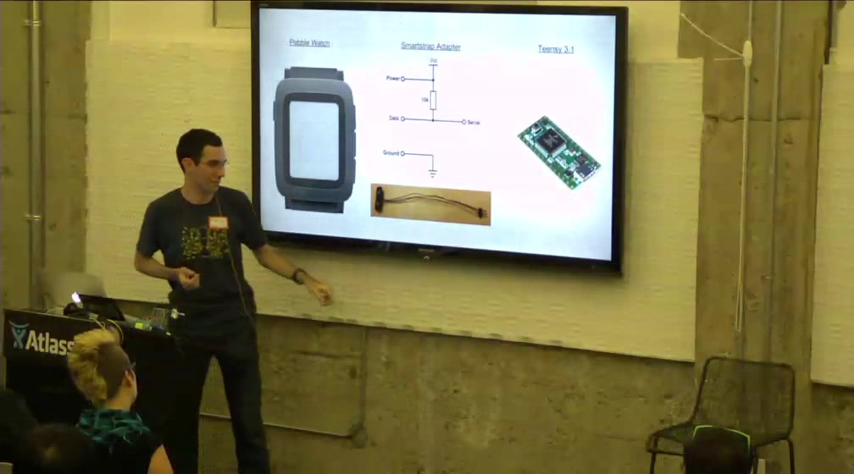 Pebble Watch
Smartstrap Adapter
Teensy 3.1
Power
10k
Data
Serial
Ground
Atlass